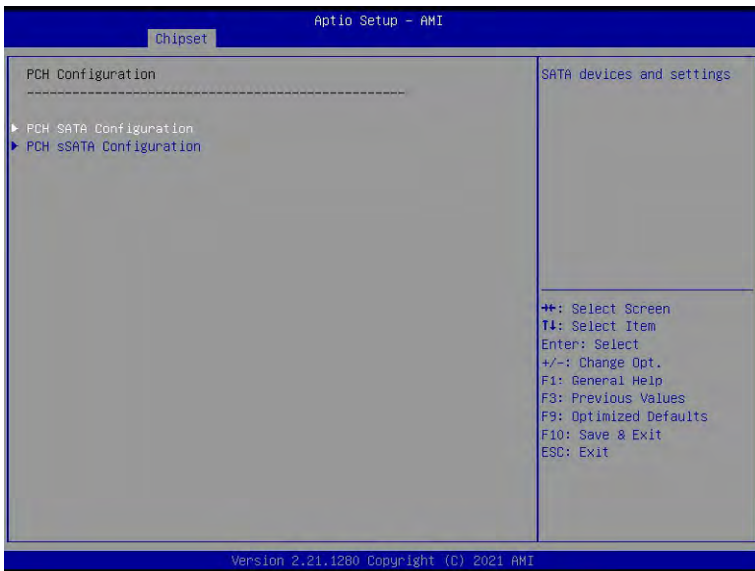 Aptio Setup – AMI
Chipset
PCH Configuration
--------------------------------------------------
▶ PCH SATA Configuration
▶ PCH sSATA Configuration
SATA devices and settings
→←: Select Screen
↑↓: Select Item
Enter: Select
+/-: Change Opt.
F1: General Help
F3: Previous Values
F9: Optimized Defaults
F10: Save & Exit
ESC: Exit
Version 2.21.1280 Copyright (C) 2021 AMI